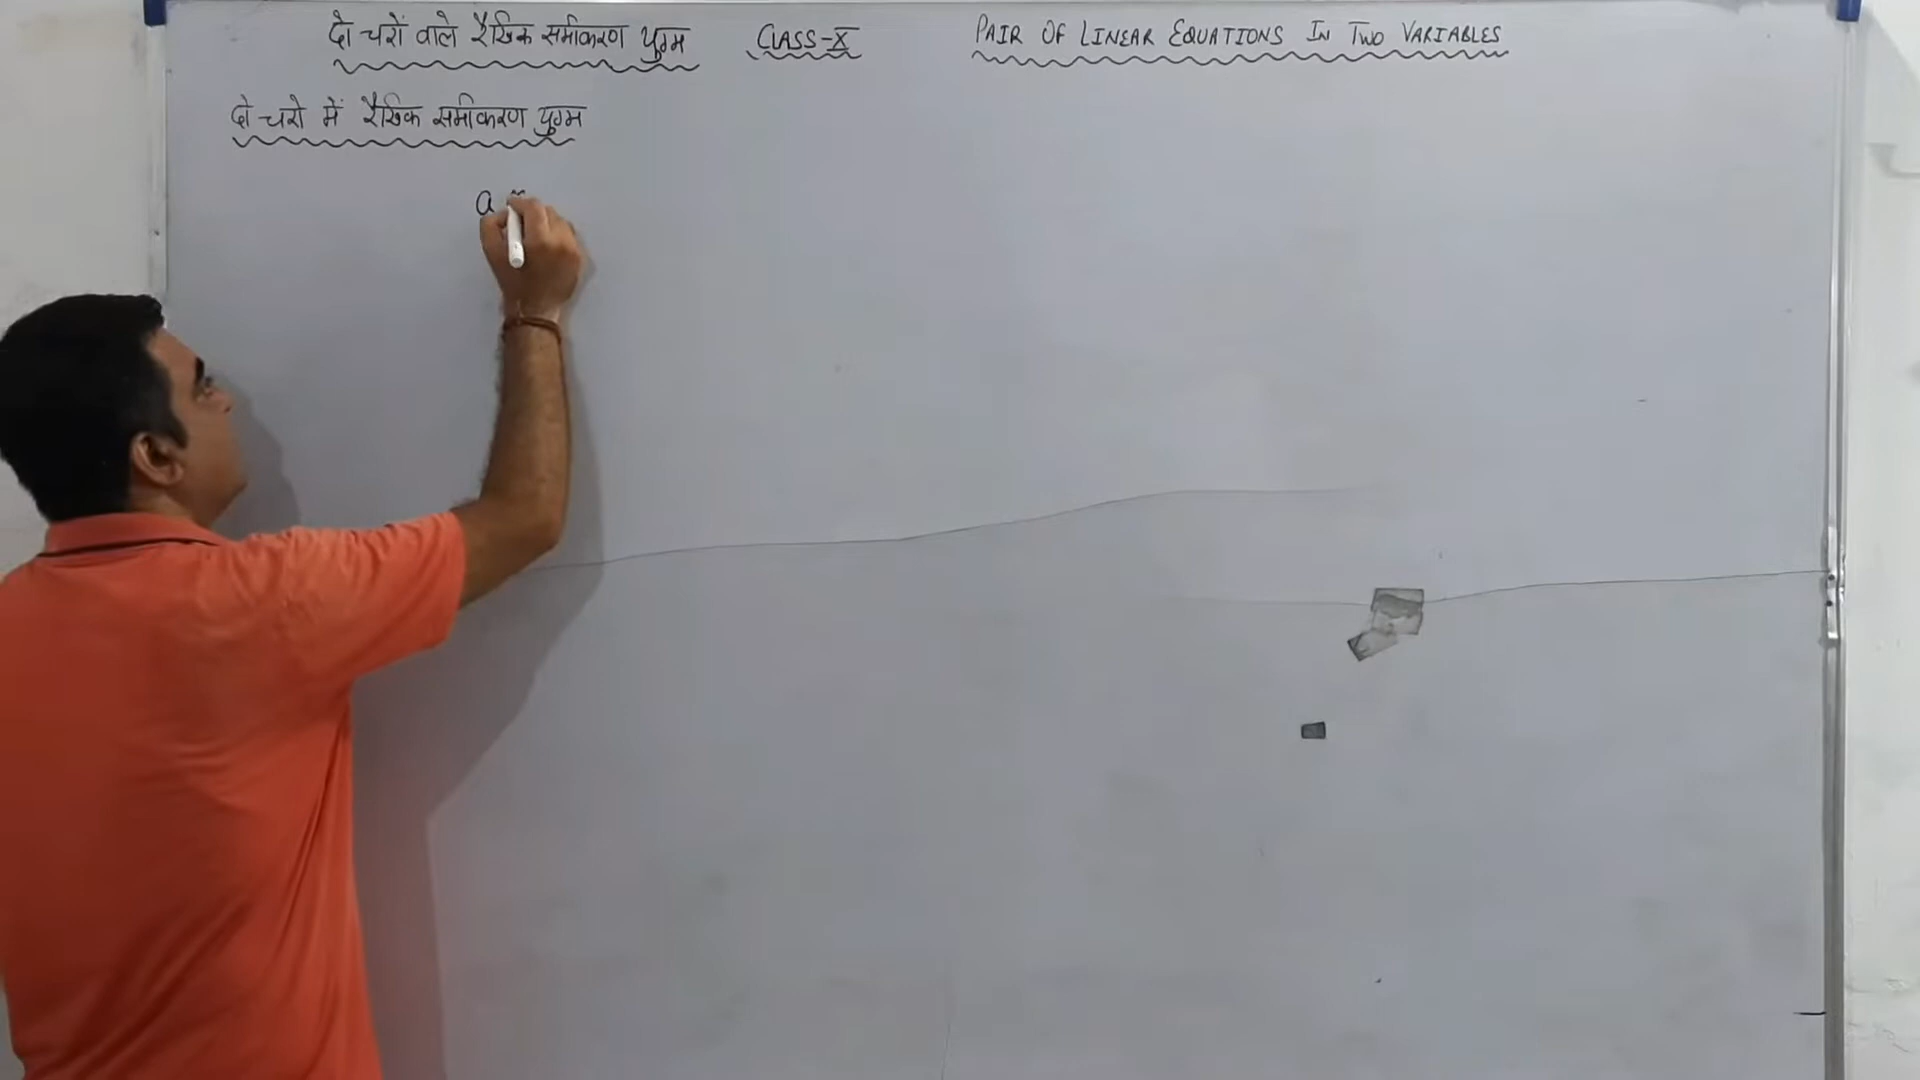 दो चरों वाले रैखिक समीकरण युग्म CLASS-X PAIR OF LINEAR EQUATIONS IN TWO VARIABLES
दो चरो में रैखिक समीकरण युग्म
a